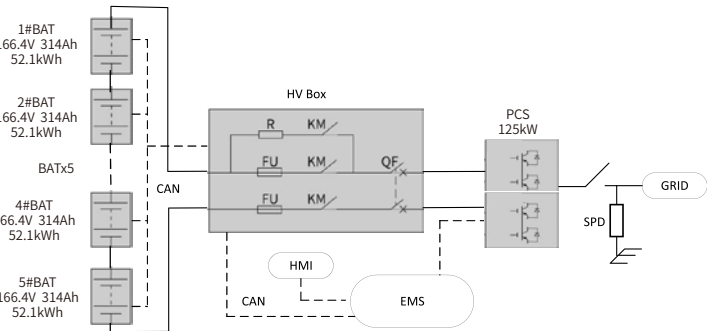 1#BAT
166.4V 314Ah
52.1kWh
2#BAT
166.4V 314Ah
52.1kWh
BATx5
4#BAT
166.4V 314Ah
52.1kWh
5#BAT
166.4V 314Ah
52.1kWh
CAN
HV Box
R KM
FU KM QF
FU KM
PCS
125kW
GRID
SPD
HMI
CAN
EMS